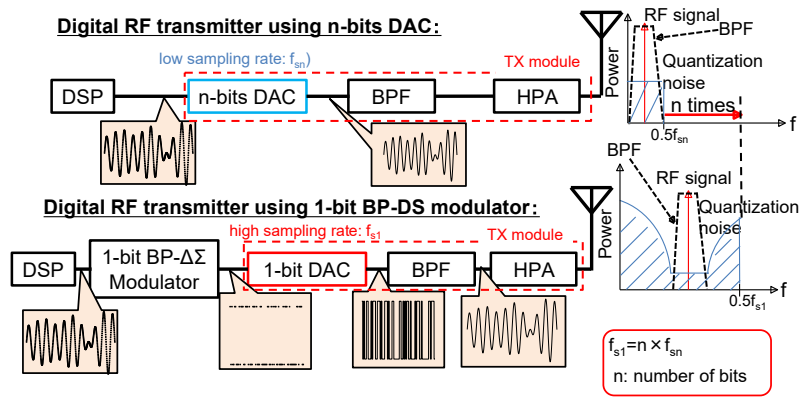 Digital RF transmitter using n-bits DAC:
low sampling rate: fsn)
TX module
DSP
n-bits DAC
BPF
HPA
Power
RF signal
BPF
Quantization
noise
n times
f
0.5fsn
Digital RF transmitter using 1-bit BP-DS modulator:
high sampling rate: fs1
TX module
DSP
1-bit BP-ΔΣ
Modulator
1-bit DAC
BPF
HPA
Power
BPF
RF signal
Quantization
noise
f
0.5fs1
fs1=n×fsn
n: number of bits